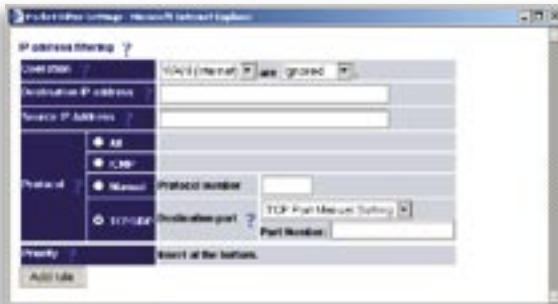 Packet Filter Settings - Microsoft Internet Explorer
IP address filtering ?
Operation ? WAN (Internet) are ignored .
Destination IP address ?
Source IP Address ?
Protocol ? All
ICMP
Manual Protocol number
TCP/UDP Destination port ? TCP Port Manual Setting
Port Number
Priority ? Insert at the bottom.
Add rule